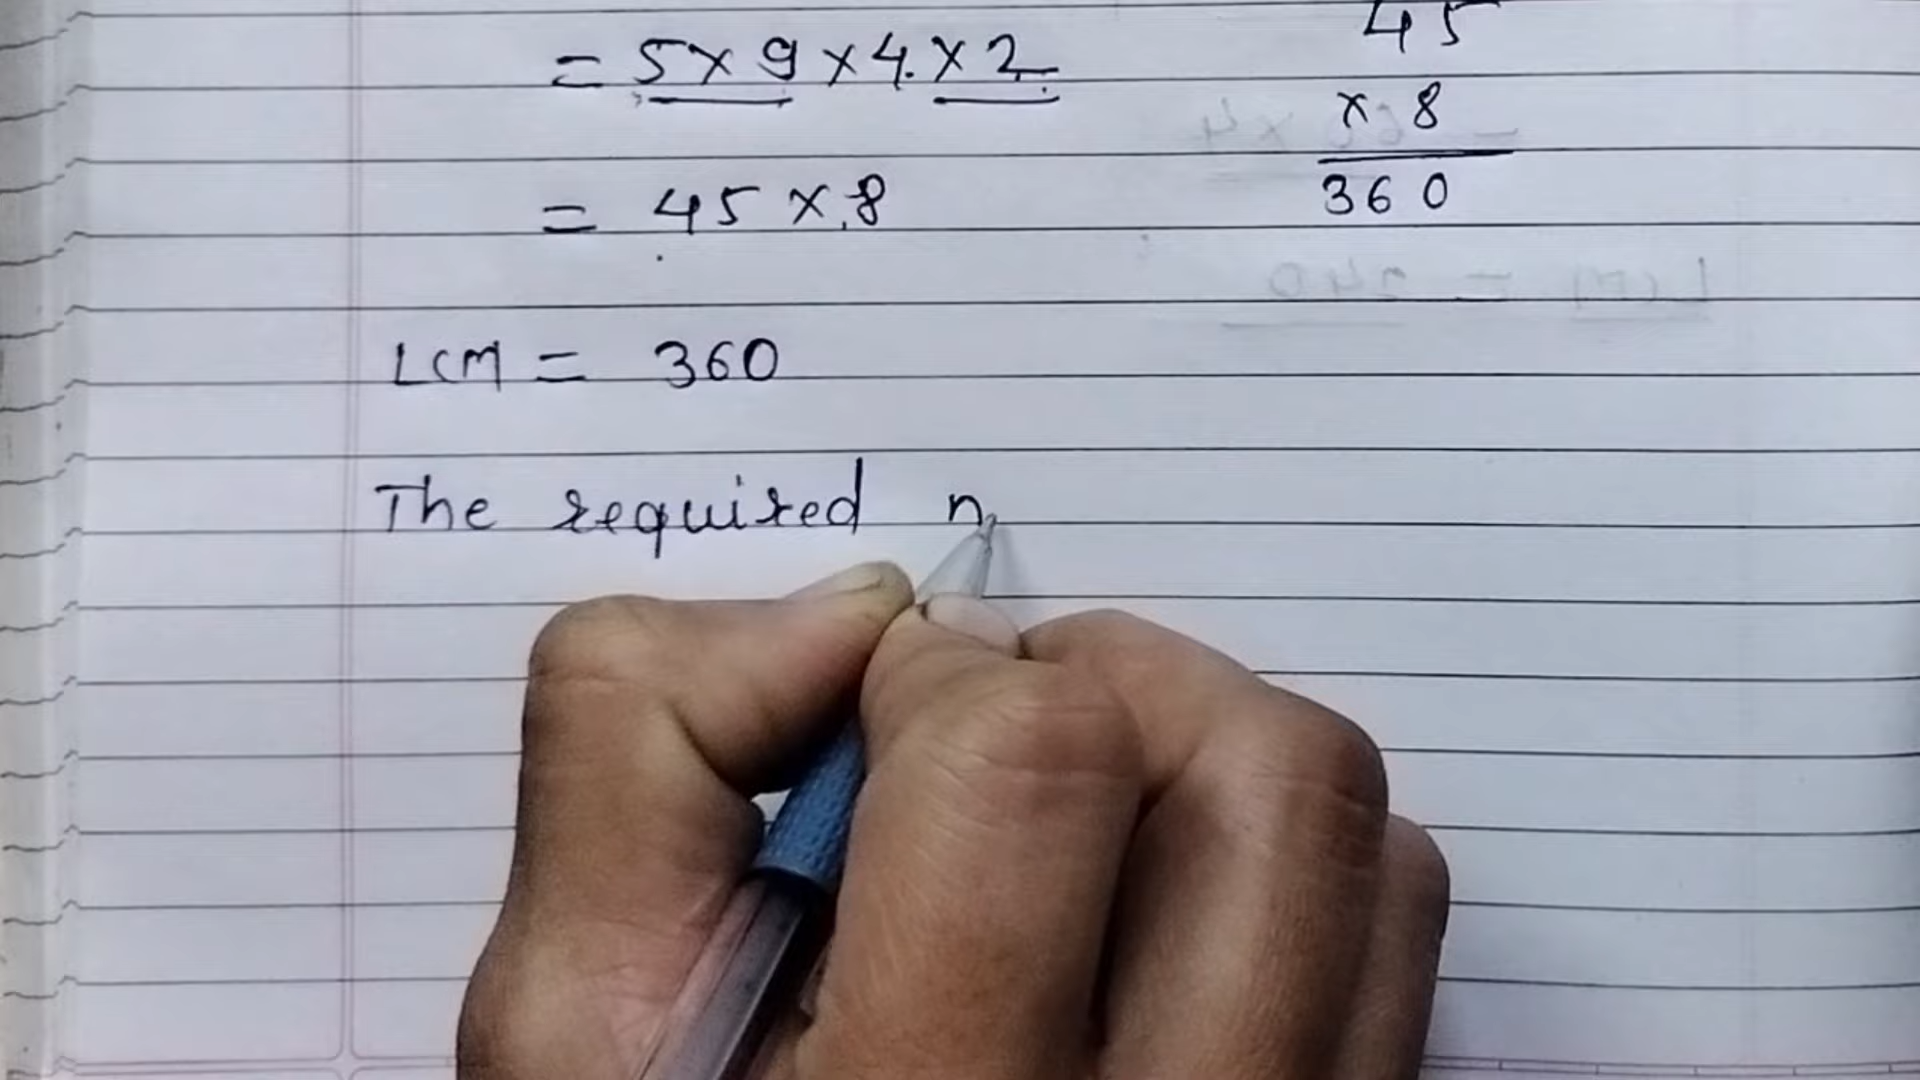 = 5 × 9 × 4 × 2
45
× 8
360
= 45 × 8
LCM = 360
The required n